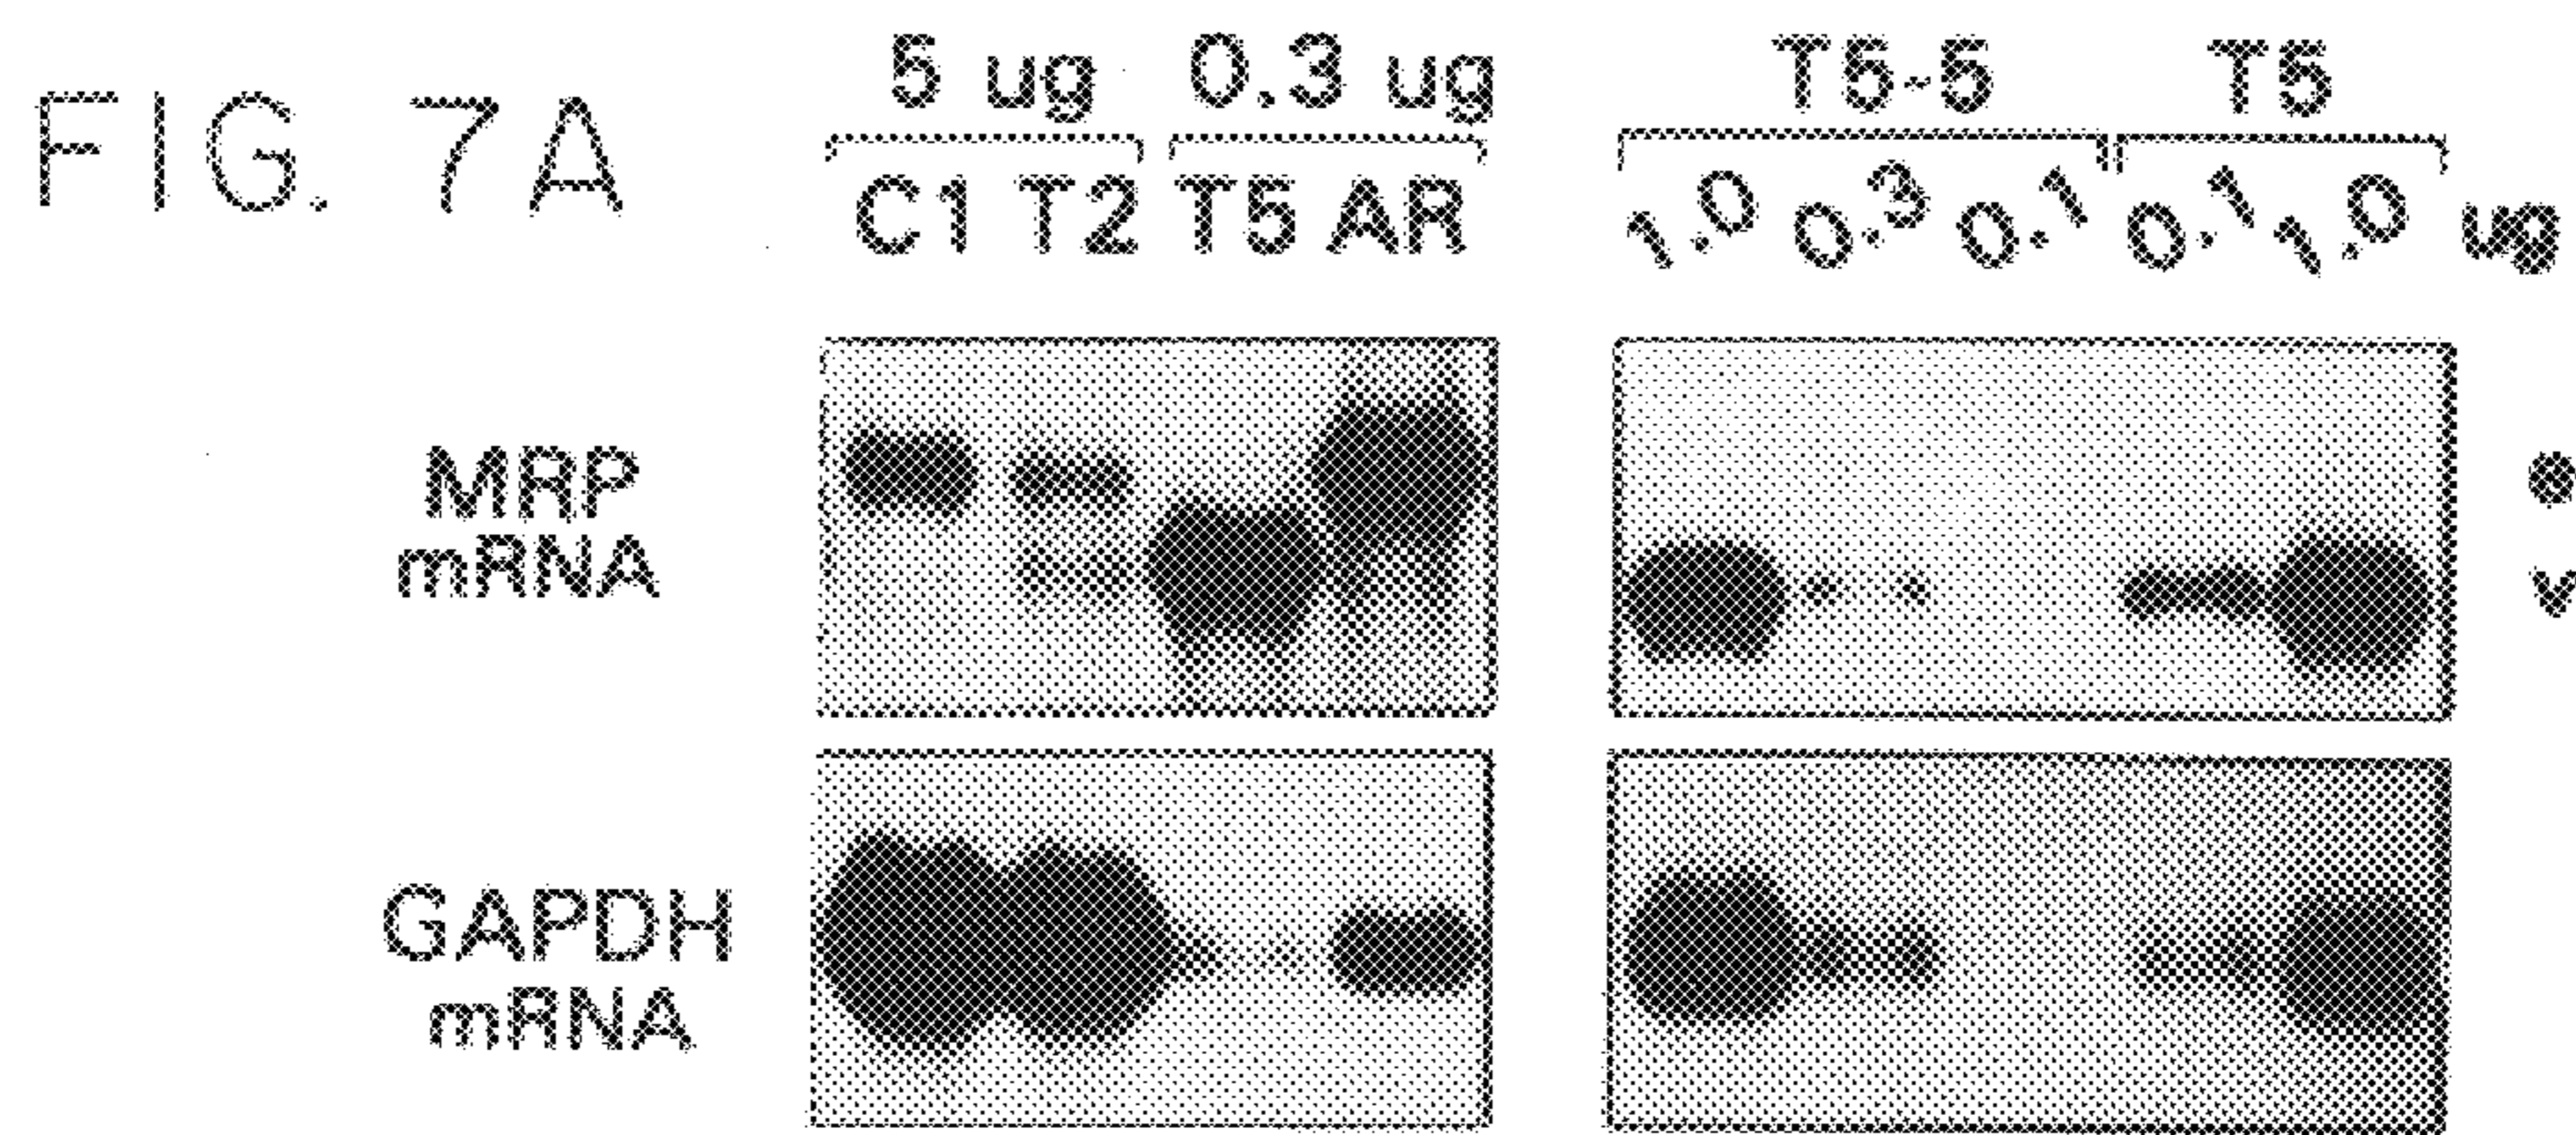 FIG. 7A
5 ug 0.3 ug T5-5 T5
C1 T2 T5 AR 1.0 0.3 0.1 0.1 1.0 ug
MRP
mRNA
GAPDH
mRNA